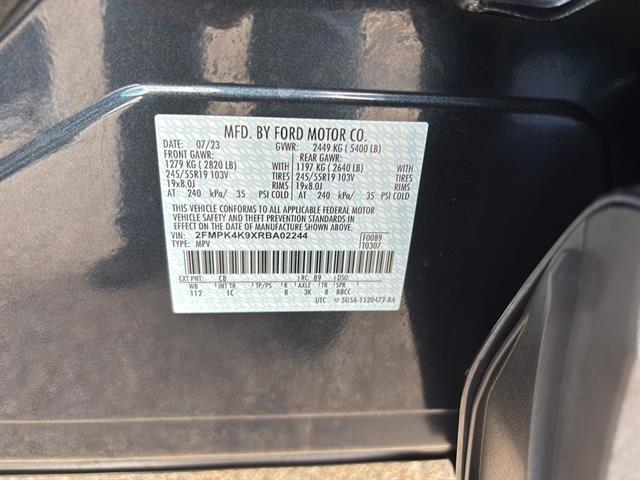 MFD. BY FORD MOTOR CO.
DATE: 07/23 GVWR: 2449 KG ( 5400 LB)
FRONT GAWR: REAR GAWR:
1279 KG ( 2820 LB) WITH 1197 KG ( 2640 LB) WITH
245/55R19 103V TIRES 245/55R19 103V TIRES
19x8.0J RIMS 19x8.0J RIMS
AT 240 kPa/ 35 PSI COLD AT 240 kPa/ 35 PSI COLD
THIS VEHICLE CONFORMS TO ALL APPLICABLE FEDERAL MOTOR
VEHICLE SAFETY AND THEFT PREVENTION STANDARDS IN
EFFECT ON THE DATE OF MANUFACTURE SHOWN ABOVE.
VIN: 2FMPK4K9XRBA02244 F0089
TYPE: MPV T0307
EXT PNT: C8 RC: 89 DSO:
WB INT TR TP/PS R AXLE TR SPR
112 1C B 3K 8 BBCC
UTC 5U5A-1520472-BA